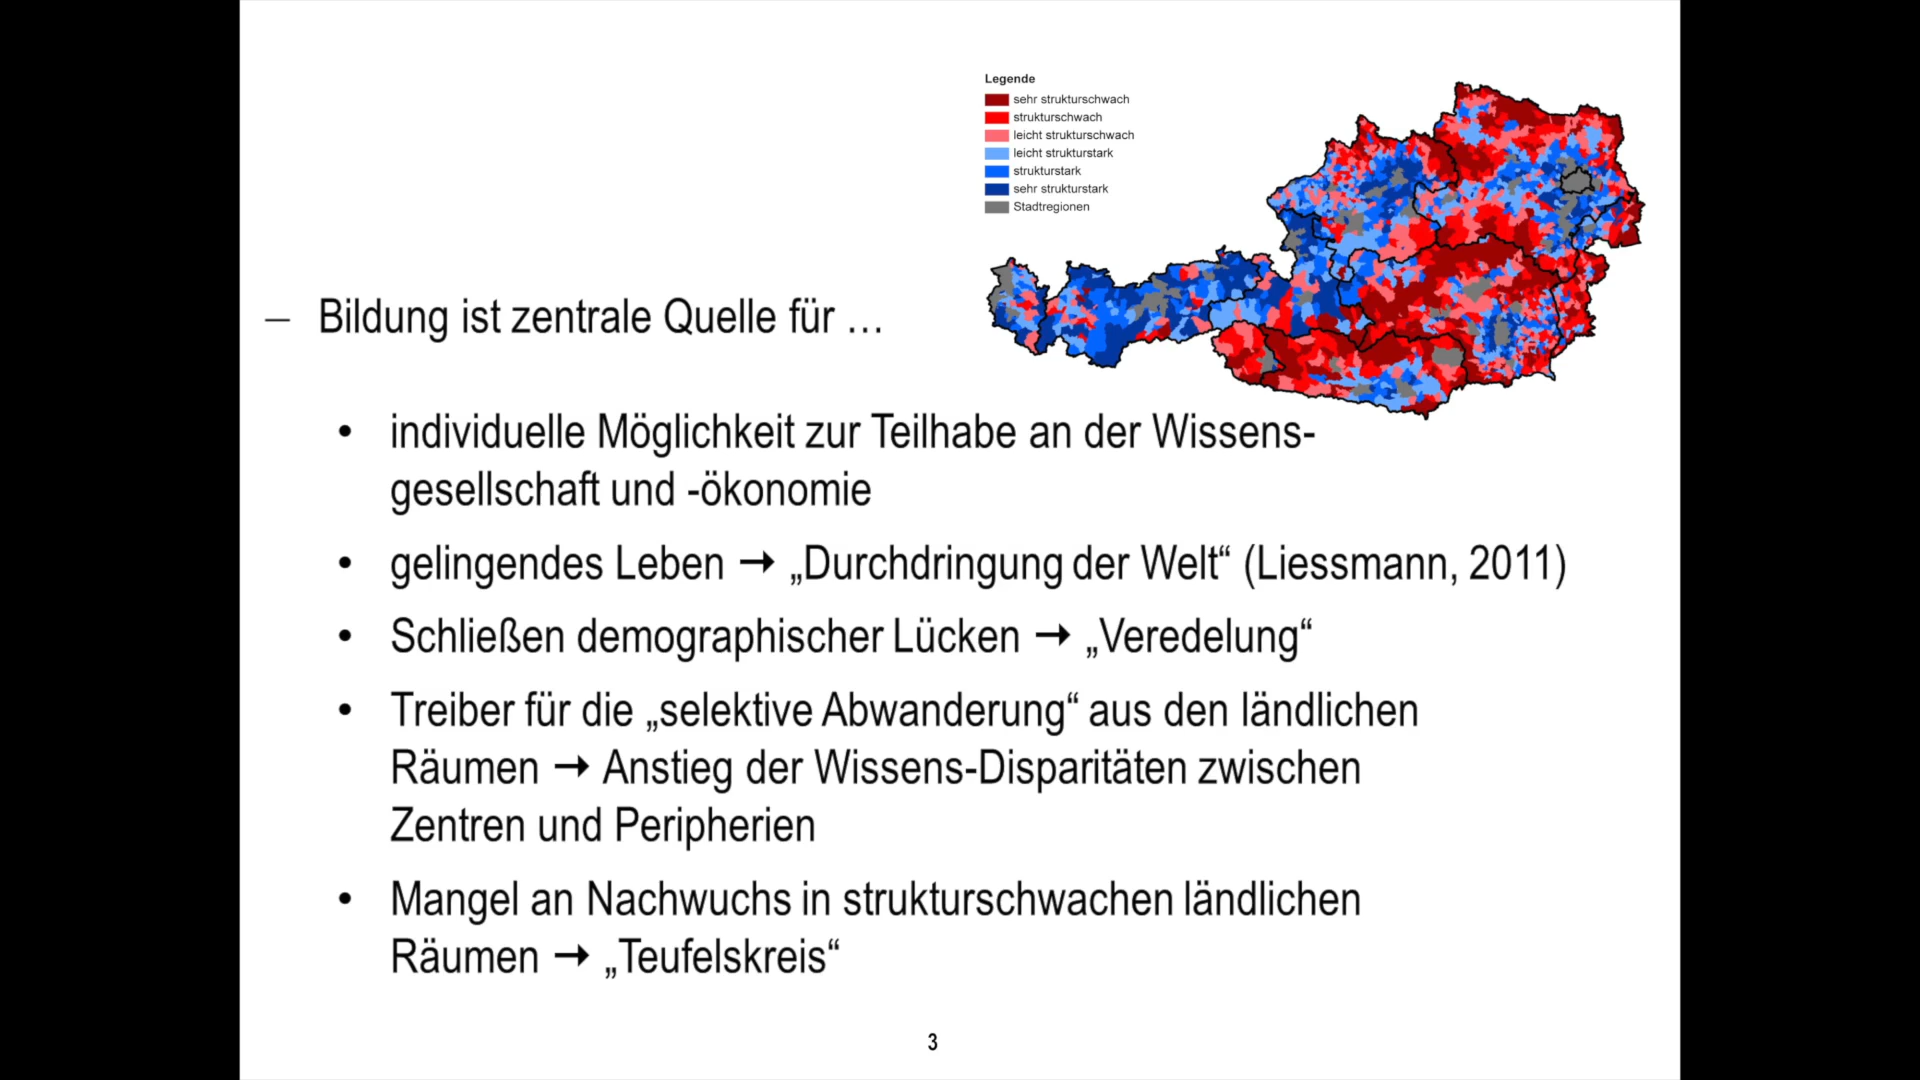 Legende
sehr strukturschwach
strukturschwach
leicht strukturschwach
leicht strukturstark
strukturstark
sehr strukturstark
Stadtregionen
– Bildung ist zentrale Quelle für …
• individuelle Möglichkeit zur Teilhabe an der Wissens-
gesellschaft und -ökonomie
• gelingendes Leben → „Durchdringung der Welt“ (Liessmann, 2011)
• Schließen demographischer Lücken → „Veredelung“
• Treiber für die „selektive Abwanderung“ aus den ländlichen
Räumen → Anstieg der Wissens-Disparitäten zwischen
Zentren und Peripherien
• Mangel an Nachwuchs in strukturschwachen ländlichen
Räumen → „Teufelskreis“
3